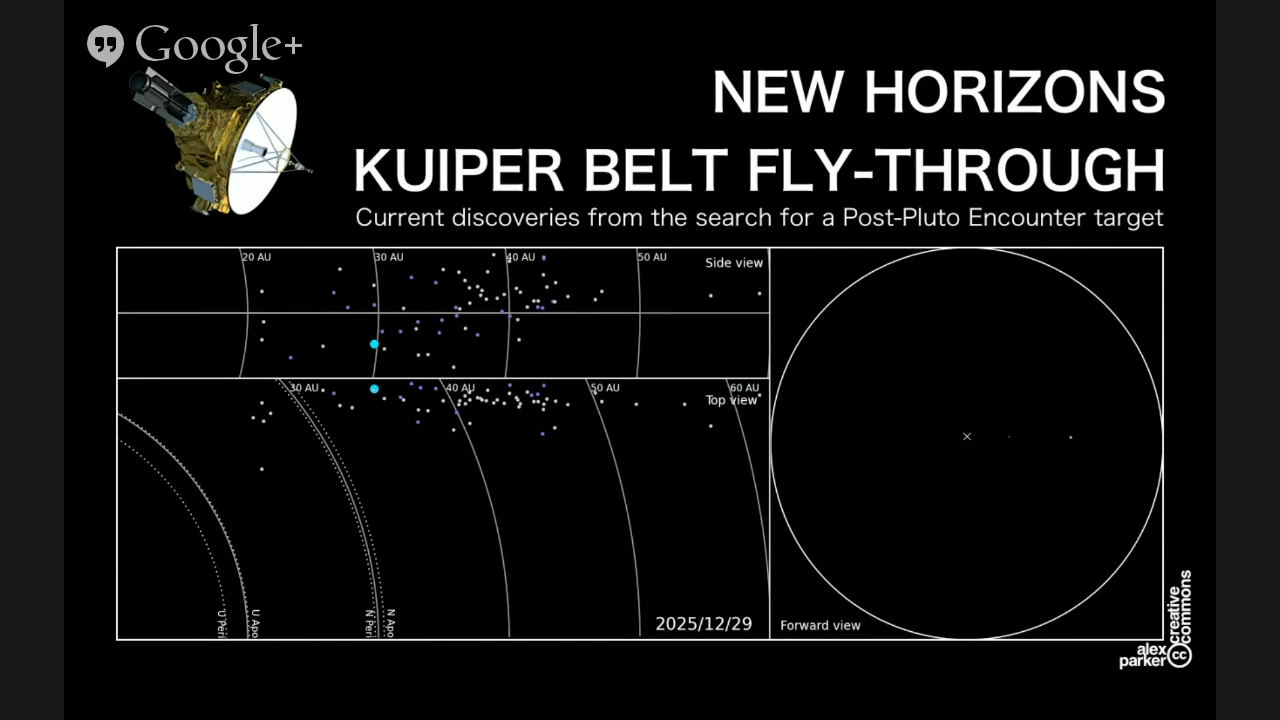 Google+
NEW HORIZONS
KUIPER BELT FLY-THROUGH
Current discoveries from the search for a Post-Pluto Encounter target
20 AU
30 AU
40 AU
50 AU
Side view
30 AU
40 AU
50 AU
60 AU
Top view
U Peri
U Apo
N Peri
N Apo
2025/12/29
Forward view
creative
commons
alex
parker
cc